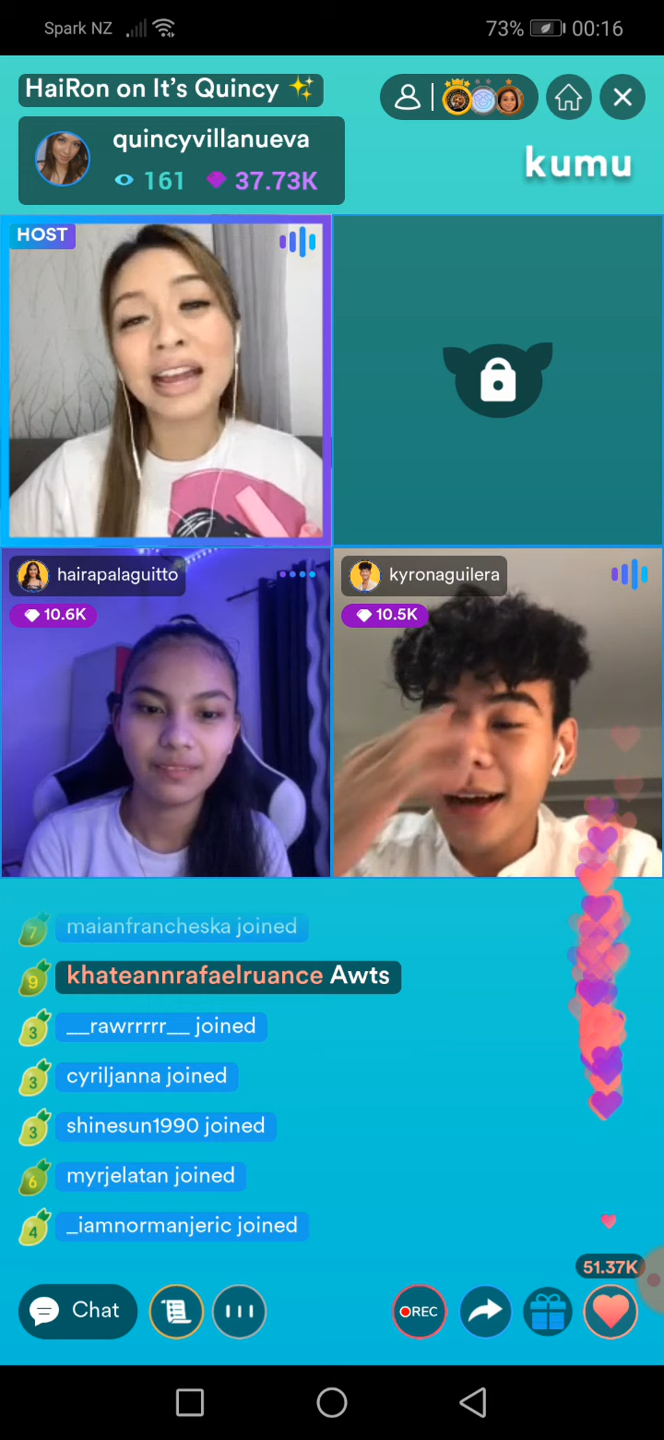 Spark NZ
73% 00:16
HaiRon on It's Quincy
quincyvillanueva
161 37.73K
kumu
HOST
hairapalaguitto
10.6K
kyronaguilera
10.5K
7 maianfrancheska joined
9 khateannrafaelruance Awts
3 __rawrrrrr__ joined
3 cyriljanna joined
3 shinesun1990 joined
6 myrjelatan joined
4 _iamnormanjeric joined
51.37K
Chat
REC